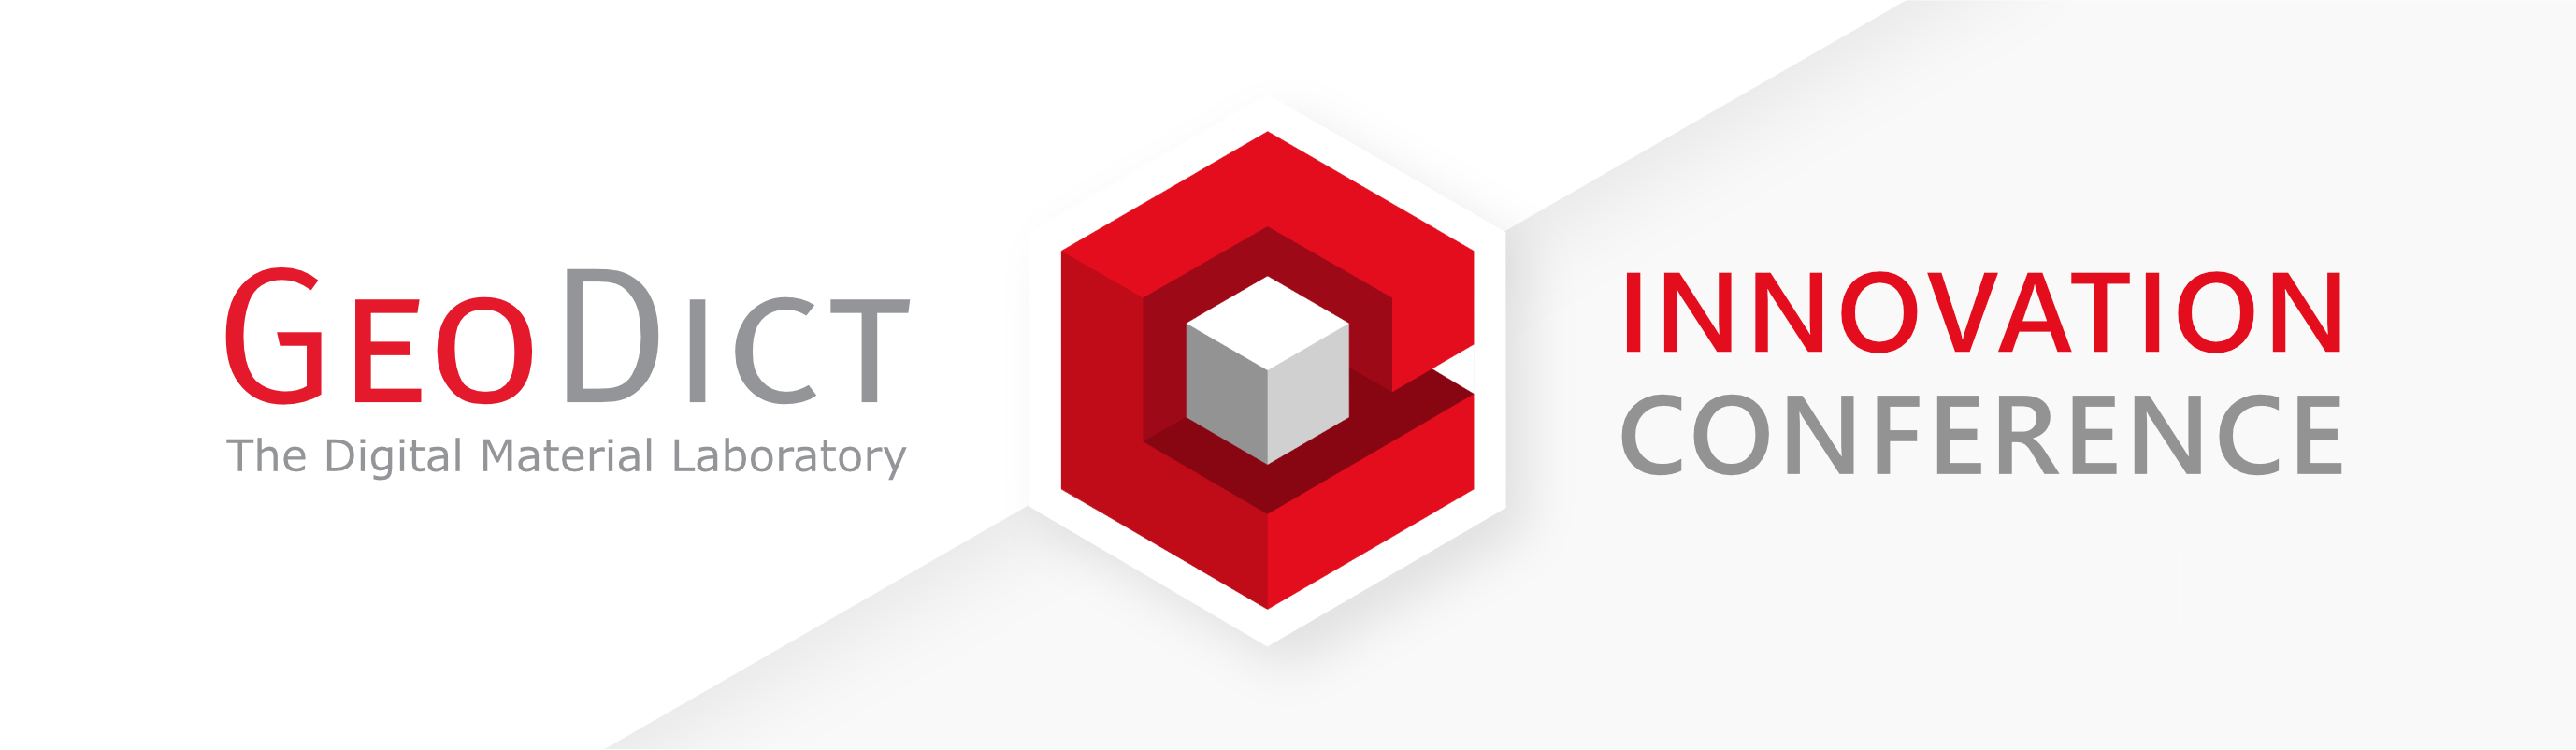 GEODICT
The Digital Material Laboratory
INNOVATION
CONFERENCE